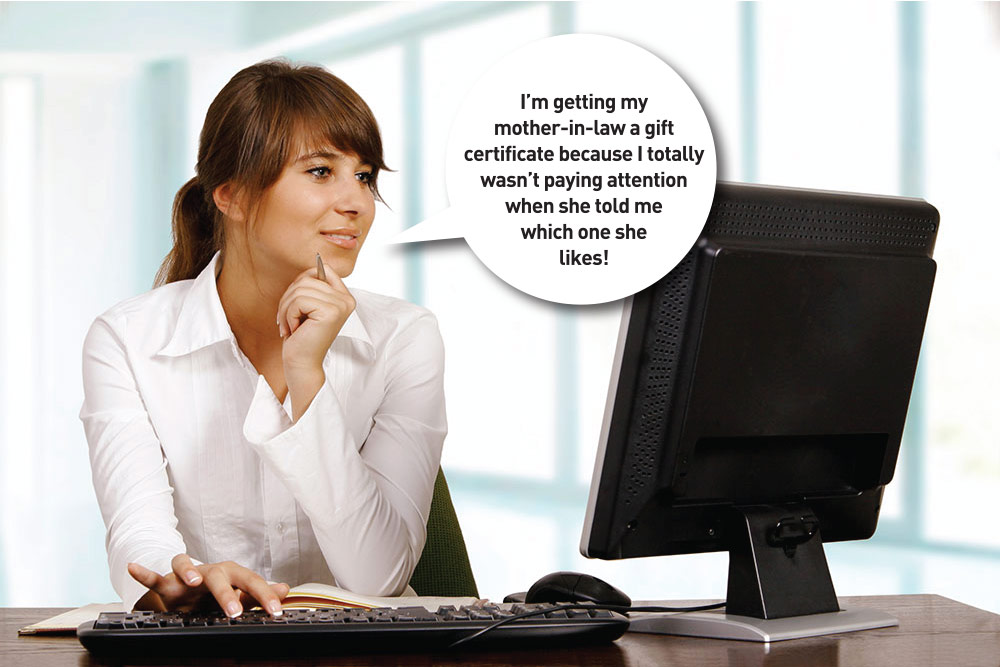 I'm getting my
mother-in-law a gift
certificate because I totally
wasn't paying attention
when she told me
which one she
likes!